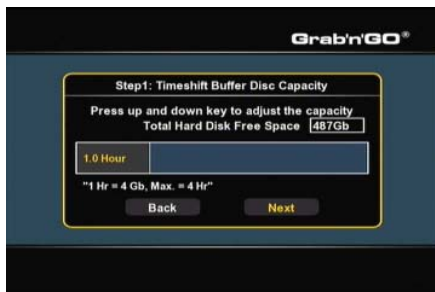 Grab'n'GO®
Step1: Timeshift Buffer Disc Capacity
Press up and down key to adjust the capacity
Total Hard Disk Free Space 487Gb
1.0 Hour
"1 Hr = 4 Gb, Max. = 4 Hr"
Back Next